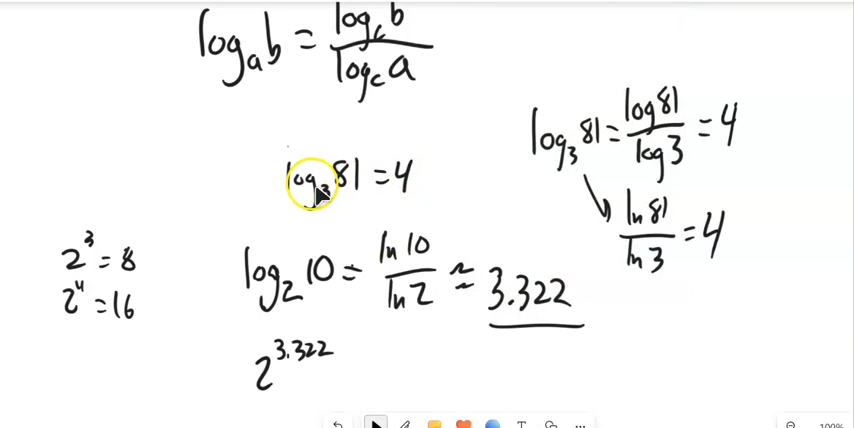 log_a b = log_c b / log_c a
log_3 81 = log 81 / log 3 = 4
log_3 81 = 4
ln 81 / ln 3 = 4
2^3 = 8
2^4 = 16
log_2 10 = ln 10 / ln 2 ≈ 3.322
2^3.322
100%